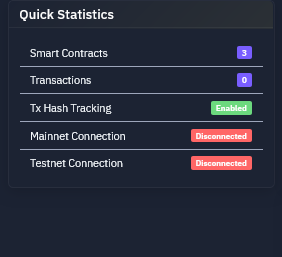 Quick Statistics
Smart Contracts 3
Transactions 0
Tx Hash Tracking Enabled
Mainnet Connection Disconnected
Testnet Connection Disconnected